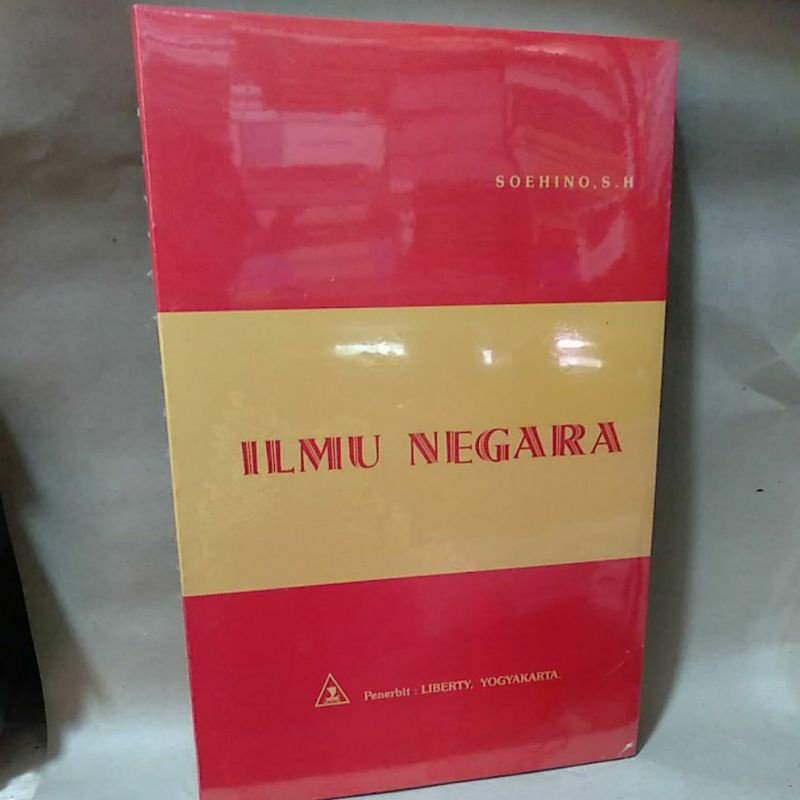 SOEHINO, S.H
ILMU NEGARA
Penerbit : LIBERTY, YOGYAKARTA.